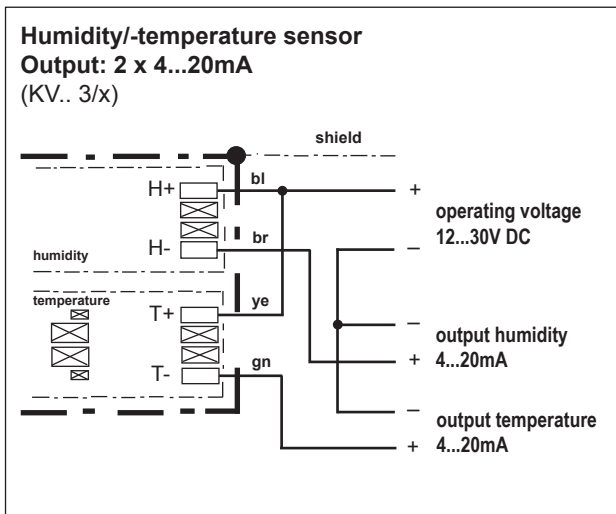 Humidity/-temperature sensor
Output: 2 x 4...20mA
(KV.. 3/x)
shield
H+
bl
+
operating voltage
12...30V DC
H-
br
–
humidity
temperature
T+
ye
–
output humidity
+ 4...20mA
T-
gn
–
output temperature
+ 4...20mA